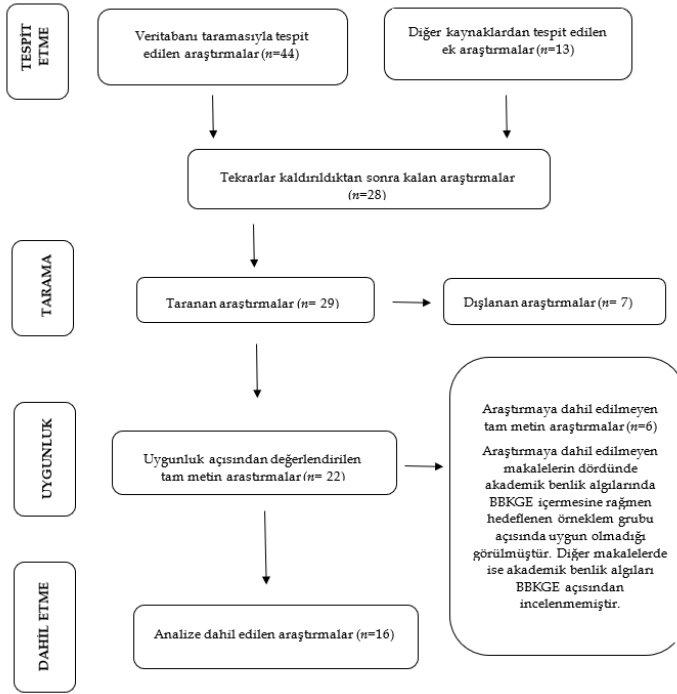 TESPİT
ETME
Veritabanı taramasıyla tespit
edilen araştırmalar (n=44)
Diğer kaynaklardan tespit edilen
ek araştırmalar (n=13)
Tekrarlar kaldırıldıktan sonra kalan araştırmalar
(n=28)
TARAMA
Taranan araştırmalar (n= 29)
Dışlanan araştırmalar (n= 7)
UYGUNLUK
Uygunluk açısından değerlendirilen
tam metin araştırmalar (n= 22)
Araştırmaya dahil edilmeyen
tam metin araştırmalar (n=6)
Araştırmaya dahil edilmeyen
makalelerin dördünde
akademik benlik algılarında
BBKGE içermesine rağmen
hedeflenen örneklem grubu
açısında uygun olmadığı
görülmüştür. Diğer makalelerde
ise akademik benlik algıları
BBKGE açısından
incelenmemiştir.
DAHİL ETME
Analize dahil edilen araştırmalar (n=16)